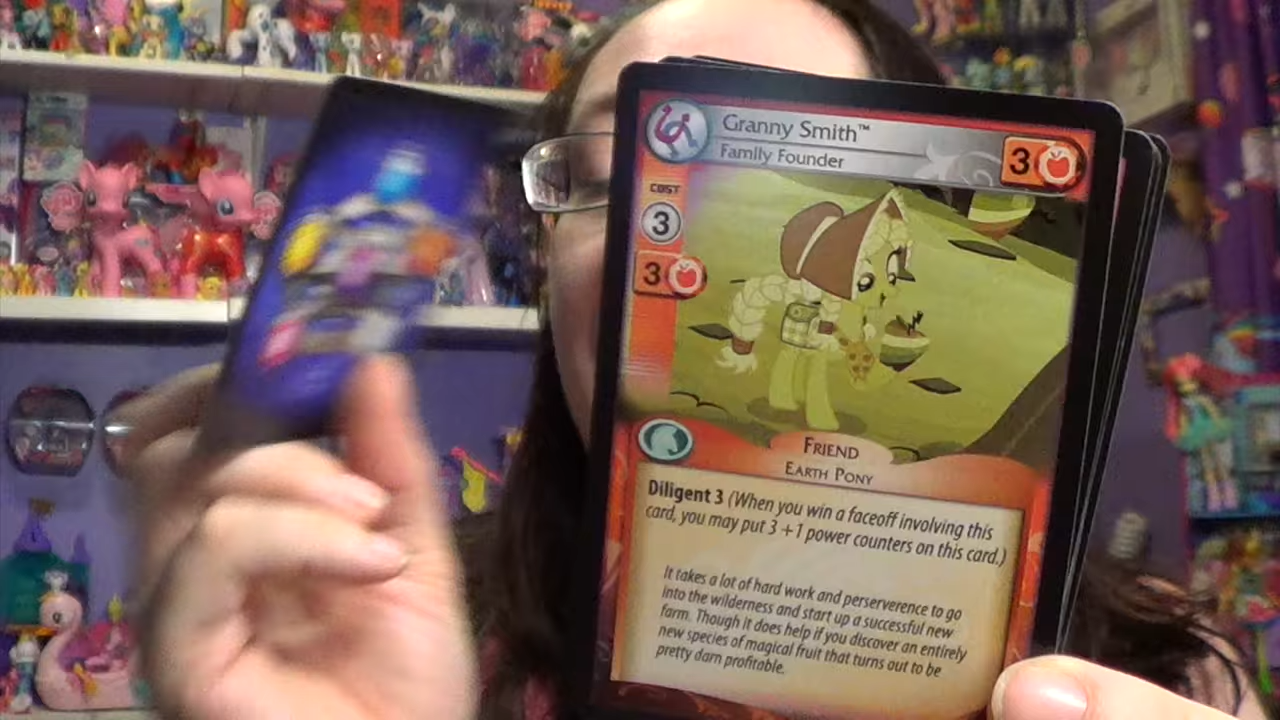 Granny Smith™
Family Founder
3
COST
3
3
FRIEND
EARTH PONY
Diligent 3 (When you win a faceoff involving this
card, you may put 3 +1 power counters on this card.)
It takes a lot of hard work and perserverence to go
into the wilderness and start up a successful new
farm. Though it does help if you discover an entirely
new species of magical fruit that turns out to be
pretty darn profitable.